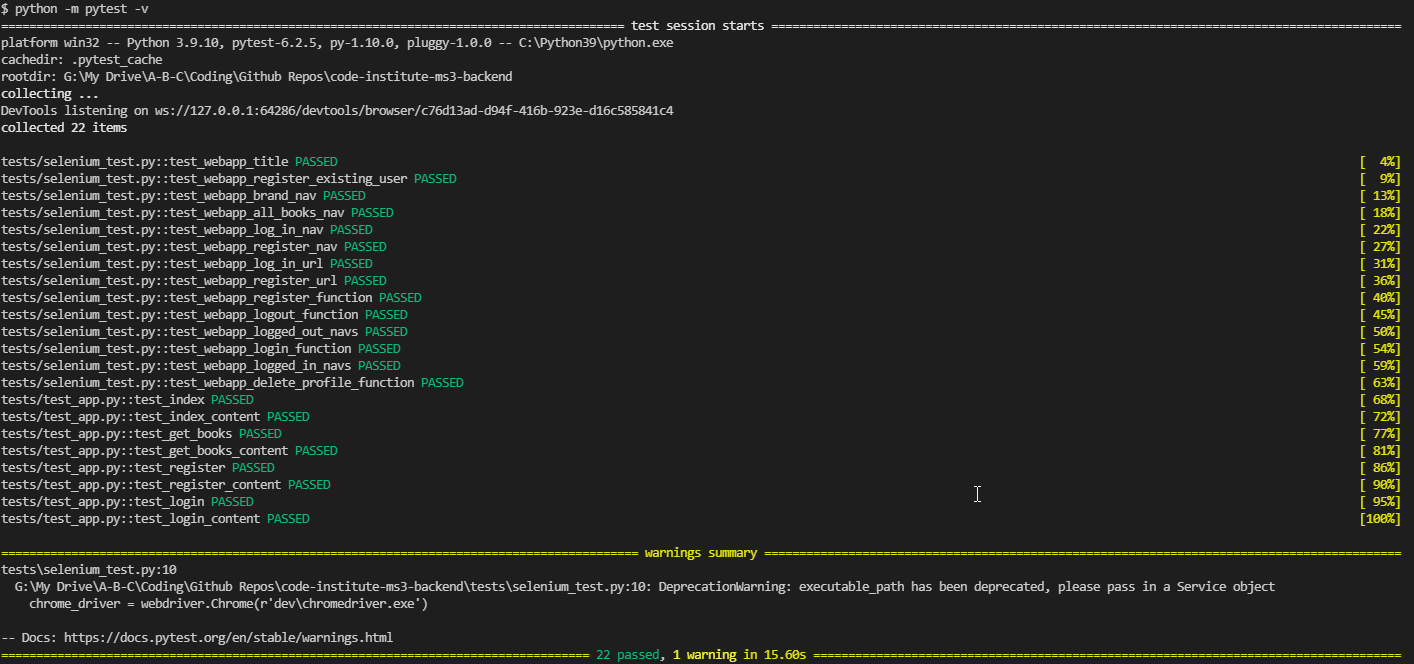 $ python -m pytest -v
========================================================================================= test session starts ==========================================================================================
platform win32 -- Python 3.9.10, pytest-6.2.5, py-1.10.0, pluggy-1.0.0 -- C:\Python39\python.exe
cachedir: .pytest_cache
rootdir: G:\My Drive\A-B-C\Coding\Github Repos\code-institute-ms3-backend
collecting ...
DevTools listening on ws://127.0.0.1:64286/devtools/browser/c76d13ad-d94f-416b-923e-d16c585841c4
collected 22 items
tests/selenium_test.py::test_webapp_title PASSED [  4%]
tests/selenium_test.py::test_webapp_register_existing_user PASSED [  9%]
tests/selenium_test.py::test_webapp_brand_nav PASSED [ 13%]
tests/selenium_test.py::test_webapp_all_books_nav PASSED [ 18%]
tests/selenium_test.py::test_webapp_log_in_nav PASSED [ 22%]
tests/selenium_test.py::test_webapp_register_nav PASSED [ 27%]
tests/selenium_test.py::test_webapp_log_in_url PASSED [ 31%]
tests/selenium_test.py::test_webapp_register_url PASSED [ 36%]
tests/selenium_test.py::test_webapp_register_function PASSED [ 40%]
tests/selenium_test.py::test_webapp_logout_function PASSED [ 45%]
tests/selenium_test.py::test_webapp_logged_out_navs PASSED [ 50%]
tests/selenium_test.py::test_webapp_login_function PASSED [ 54%]
tests/selenium_test.py::test_webapp_logged_in_navs PASSED [ 59%]
tests/selenium_test.py::test_webapp_delete_profile_function PASSED [ 63%]
tests/test_app.py::test_index PASSED [ 68%]
tests/test_app.py::test_index_content PASSED [ 72%]
tests/test_app.py::test_get_books PASSED [ 77%]
tests/test_app.py::test_get_books_content PASSED [ 81%]
tests/test_app.py::test_register PASSED [ 86%]
tests/test_app.py::test_register_content PASSED [ 90%]
tests/test_app.py::test_login PASSED [ 95%]
tests/test_app.py::test_login_content PASSED [100%]
=========================================================================================== warnings summary ===========================================================================================
tests\selenium_test.py:10
  G:\My Drive\A-B-C\Coding\Github Repos\code-institute-ms3-backend\tests\selenium_test.py:10: DeprecationWarning: executable_path has been deprecated, please pass in a Service object
    chrome_driver = webdriver.Chrome(r'dev\chromedriver.exe')
-- Docs: https://docs.pytest.org/en/stable/warnings.html
==================================================================================== 22 passed, 1 warning in 15.60s ====================================================================================